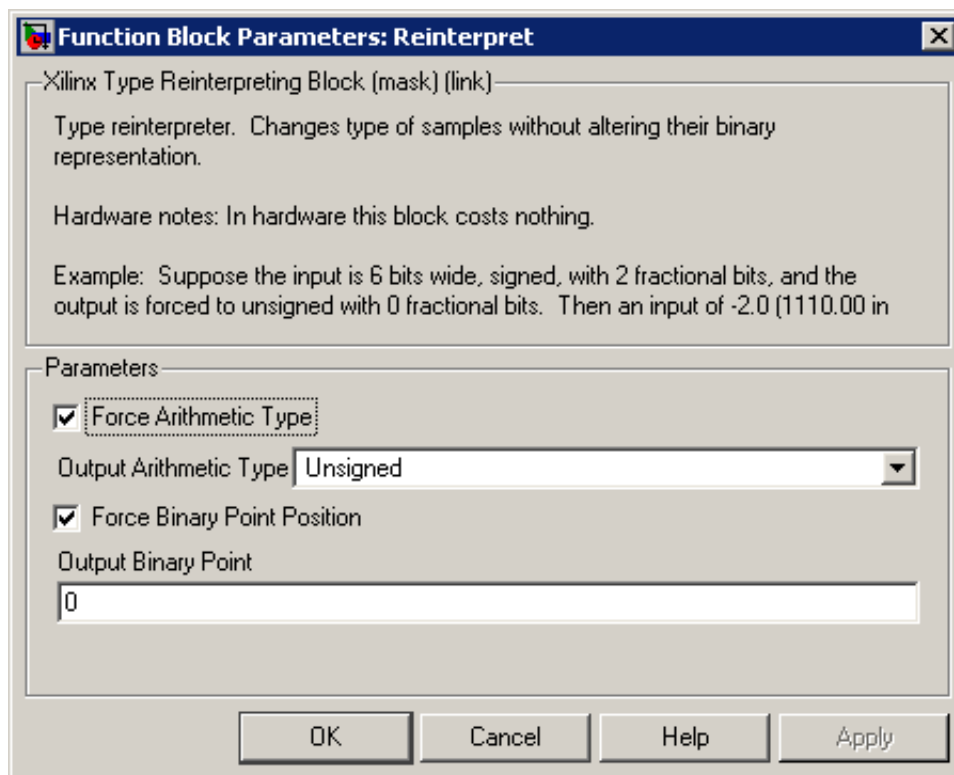 Function Block Parameters: Reinterpret
Xilinx Type Reinterpreting Block (mask) (link)
Type reinterpreter.  Changes type of samples without altering their binary
representation.
Hardware notes: In hardware this block costs nothing.
Example:  Suppose the input is 6 bits wide, signed, with 2 fractional bits, and the
output is forced to unsigned with 0 fractional bits.  Then an input of -2.0 (1110.00 in
Parameters
Force Arithmetic Type
Output Arithmetic Type Unsigned
Force Binary Point Position
Output Binary Point
0
OK Cancel Help Apply